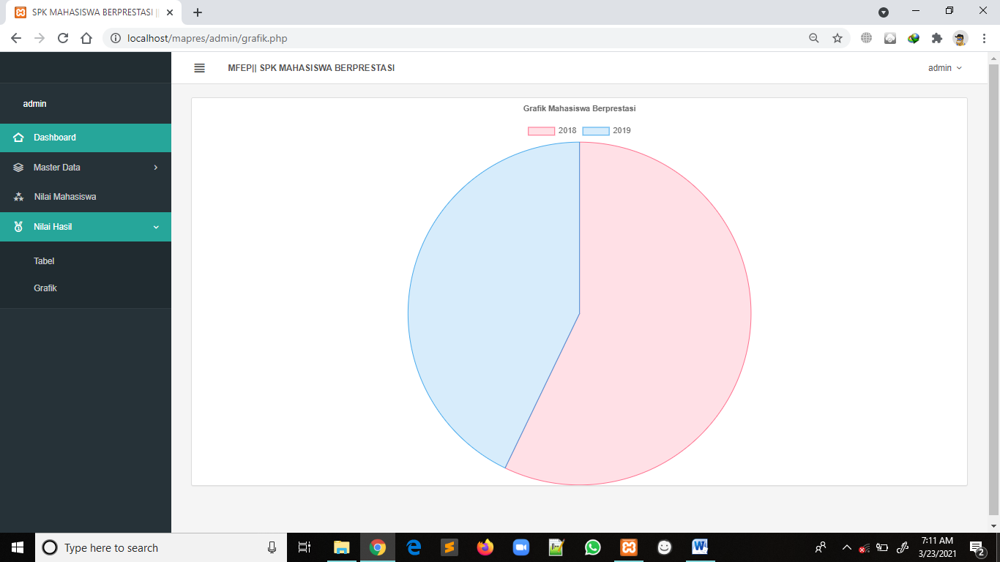 SPK MAHASISWA BERPRESTASI ||
localhost/mapres/admin/grafik.php
MFEP|| SPK MAHASISWA BERPRESTASI
admin
admin
Dashboard
Master Data
Nilai Mahasiswa
Nilai Hasil
Tabel
Grafik
Grafik Mahasiswa Berprestasi
2018 2019
Type here to search
7:11 AM
3/23/2021
2